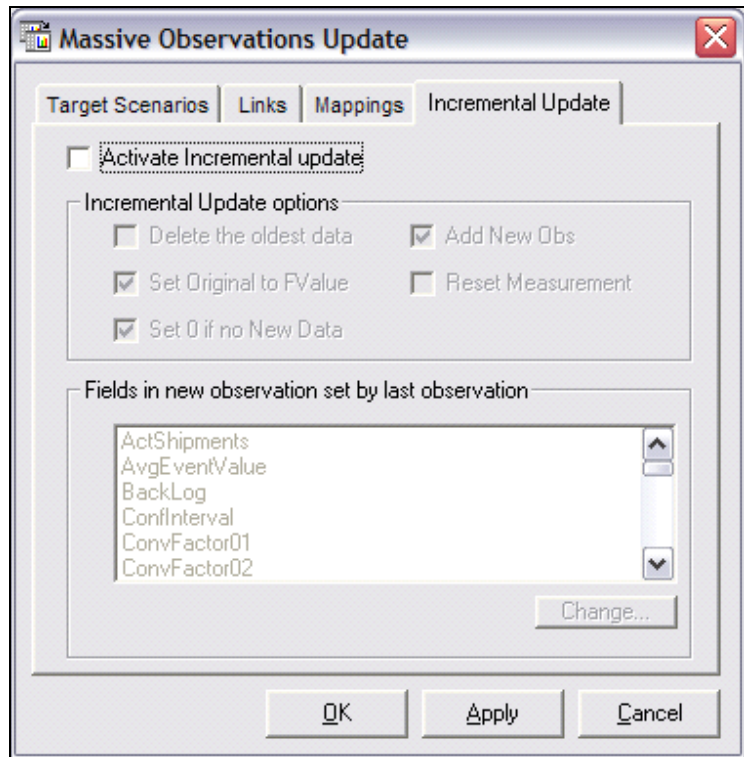 Massive Observations Update
Target Scenarios Links Mappings Incremental Update
Activate Incremental update
Incremental Update options
Delete the oldest data Add New Obs
Set Original to FValue Reset Measurement
Set 0 if no New Data
Fields in new observation set by last observation
ActShipments
AvgEventValue
BackLog
ConfInterval
ConvFactor01
ConvFactor02
Change...
OK Apply Cancel